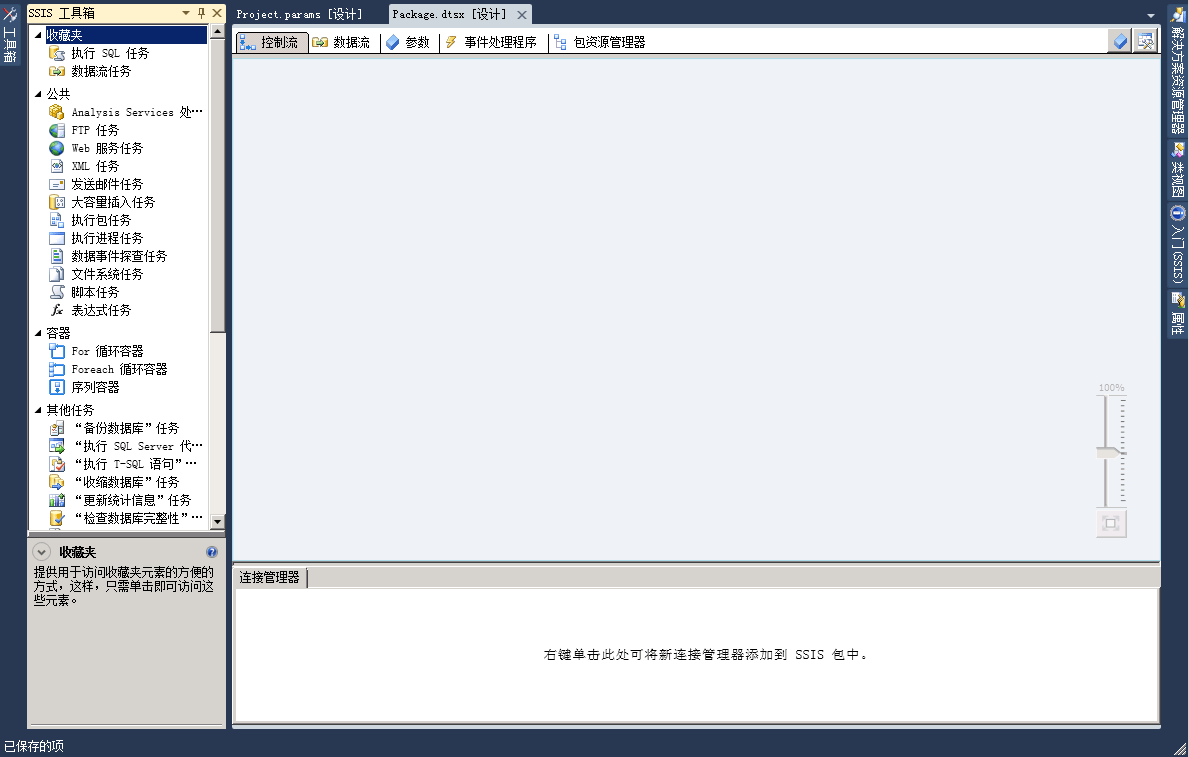 SSIS 工具箱
收藏夹
执行 SQL 任务
数据流任务
公共
Analysis Services 处…
FTP 任务
Web 服务任务
XML 任务
发送邮件任务
大容量插入任务
执行包任务
执行进程任务
数据事件探查任务
文件系统任务
脚本任务
表达式任务
容器
For 循环容器
Foreach 循环容器
序列容器
其他任务
“备份数据库”任务
“执行 SQL Server 代…
“执行 T-SQL 语句”…
“收缩数据库”任务
“更新统计信息”任务
“检查数据库完整性”…
收藏夹
提供用于访问收藏夹元素的方便的
方式，这样，只需单击即可访问这
些元素。
工具箱
Project.params [设计]
Package.dtsx [设计]
控制流
数据流
参数
事件处理程序
包资源管理器
100%
连接管理器
右键单击此处可将新连接管理器添加到 SSIS 包中。
解决方案资源管理器
类视图
入门(SSIS)
属性
已保存的项